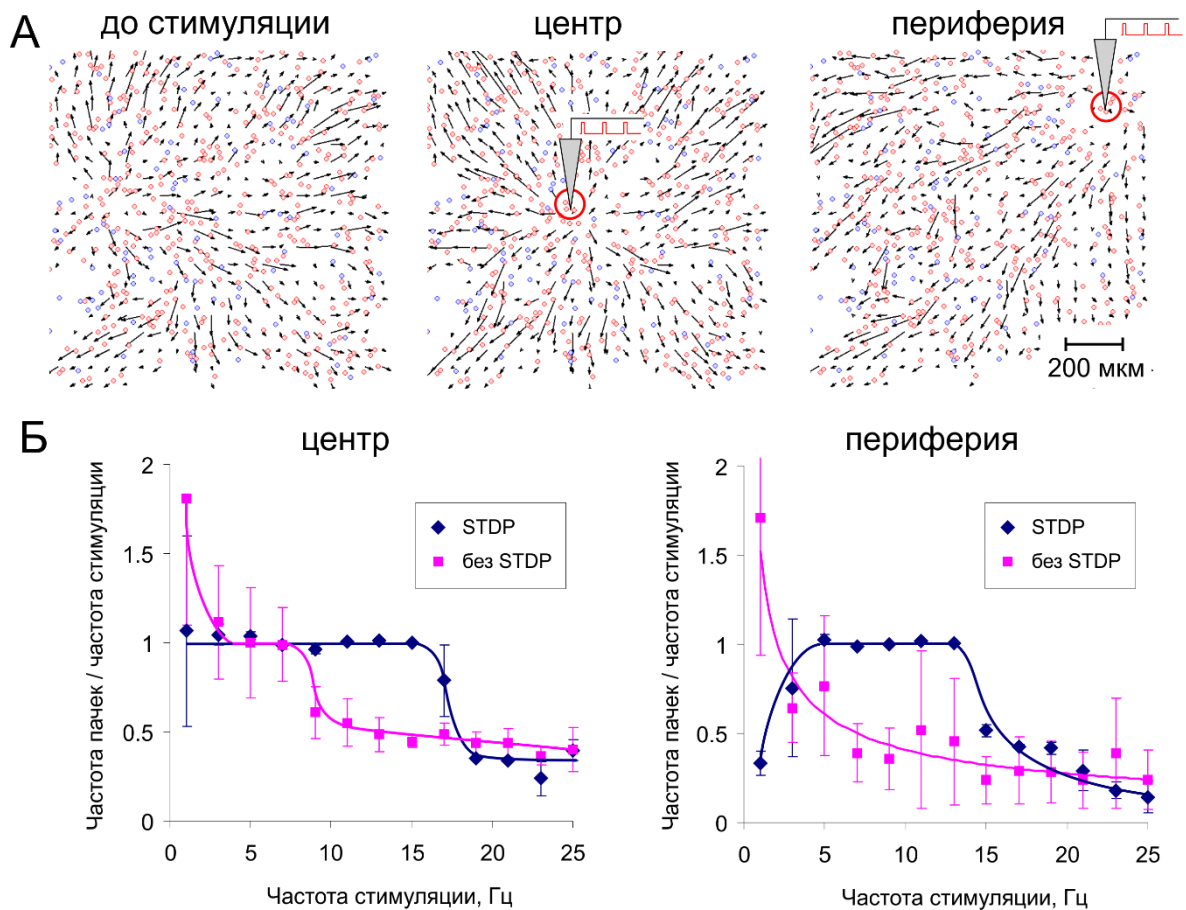 А
до стимуляции
центр
периферия
200 мкм
Б
центр
периферия
Частота пачек / частота стимуляции
2
1.5
1
0.5
0
STDP
без STDP
0
5
10
15
20
25
Частота стимуляции, Гц
Частота пачек / частота стимуляции
2
1.5
1
0.5
0
STDP
без STDP
0
5
10
15
20
25
Частота стимуляции, Гц